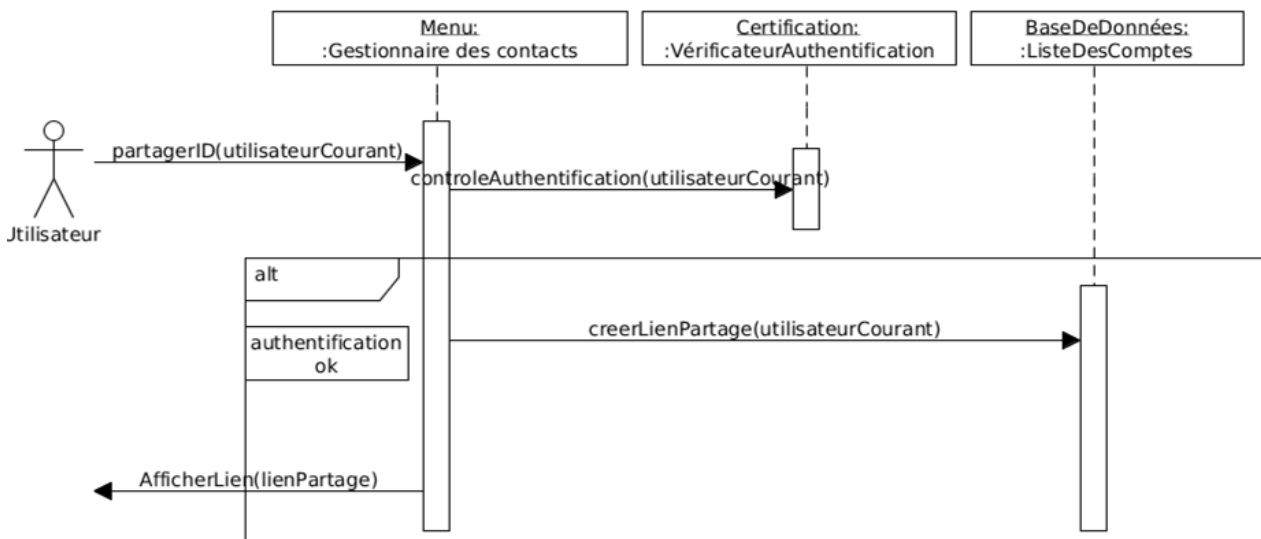 Menu:
:Gestionnaire des contacts
Certification:
:VérificateurAuthentification
BaseDeDonnées:
:ListeDesComptes
partagerID(utilisateurCourant)
controleAuthentification(utilisateurCourant)
Utilisateur
alt
creerLienPartage(utilisateurCourant)
authentification
ok
AfficherLien(lienPartage)